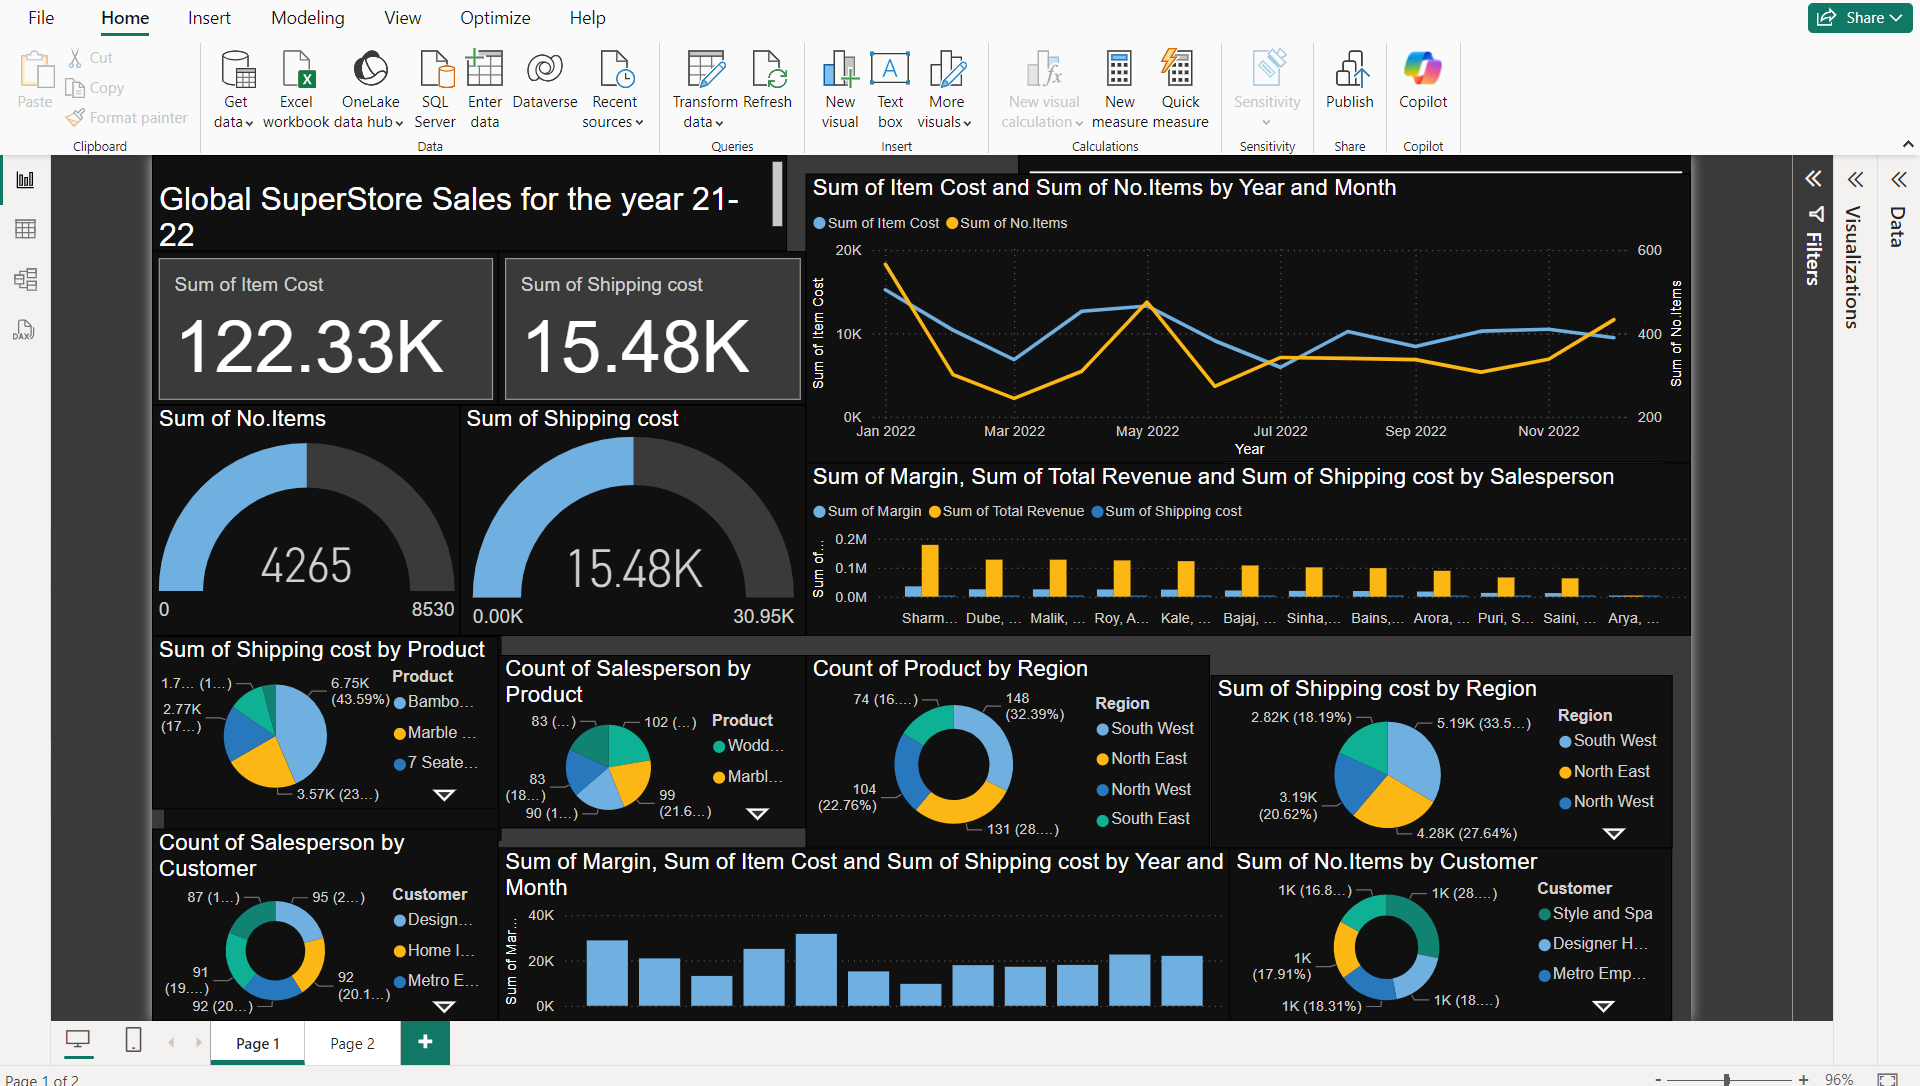 File Home Insert Modeling View Optimize Help
Share
Paste
Cut
Copy
Format painter
Clipboard
Get data
Excel workbook
OneLake data hub
SQL Server
Enter data
Dataverse
Recent sources
Data
Transform data
Refresh
Queries
New visual
Text box
More visuals
Insert
New visual calculation
New measure
Quick measure
Calculations
Sensitivity
Sensitivity
Publish
Share
Copilot
Copilot
DAX
Global SuperStore Sales for the year 21-
22
Sum of Item Cost
122.33K
Sum of Shipping cost
15.48K
Sum of No.Items
4265
0
8530
Sum of Shipping cost
15.48K
0.00K
30.95K
Sum of Item Cost and Sum of No.Items by Year and Month
Sum of Item Cost Sum of No.Items
Sum of Item Cost
20K
10K
0K
600
400
200
Sum of No.Items
Jan 2022 Mar 2022 May 2022 Jul 2022 Sep 2022 Nov 2022
Year
Sum of Margin, Sum of Total Revenue and Sum of Shipping cost by Salesperson
Sum of Margin Sum of Total Revenue Sum of Shipping cost
Sum of...
0.2M
0.1M
0.0M
Sharm... Dube, ... Malik, ... Roy, A... Kale, ... Bajaj, ... Sinha,... Bains,... Arora, ... Puri, S... Saini, ... Arya, ...
Sum of Shipping cost by Product
1.7... (1...)
6.75K
(43.59%)
2.77K
(17...)
3.57K (23...)
Product
Bambo...
Marble ...
7 Seate...
Count of Salesperson by
Product
83 (...)
102 (...)
83
(18...)
90 (1...)
99
(21.6...)
Product
Wodd...
Marbl...
Count of Product by Region
74 (16....)
148
(32.39%)
104
(22.76%)
131 (28....)
Region
South West
North East
North West
South East
Sum of Shipping cost by Region
2.82K (18.19%)
5.19K (33.5...)
3.19K
(20.62%)
4.28K (27.64%)
Region
South West
North East
North West
Count of Salesperson by
Customer
87 (1...)
95 (2...)
91
(19....)
92 (20...)
92
(20.1...)
Customer
Design...
Home I...
Metro E...
Sum of Margin, Sum of Item Cost and Sum of Shipping cost by Year and
Month
Sum of Mar...
40K
20K
0K
Sum of No.Items by Customer
1K (16.8...)
1K (28....)
1K
(17.91%)
1K (18.31%)
1K (18....)
Customer
Style and Spa
Designer H...
Metro Emp...
Filters
Visualizations
Data
Page 1
Page 2
Page 1 of 2
- + 96%